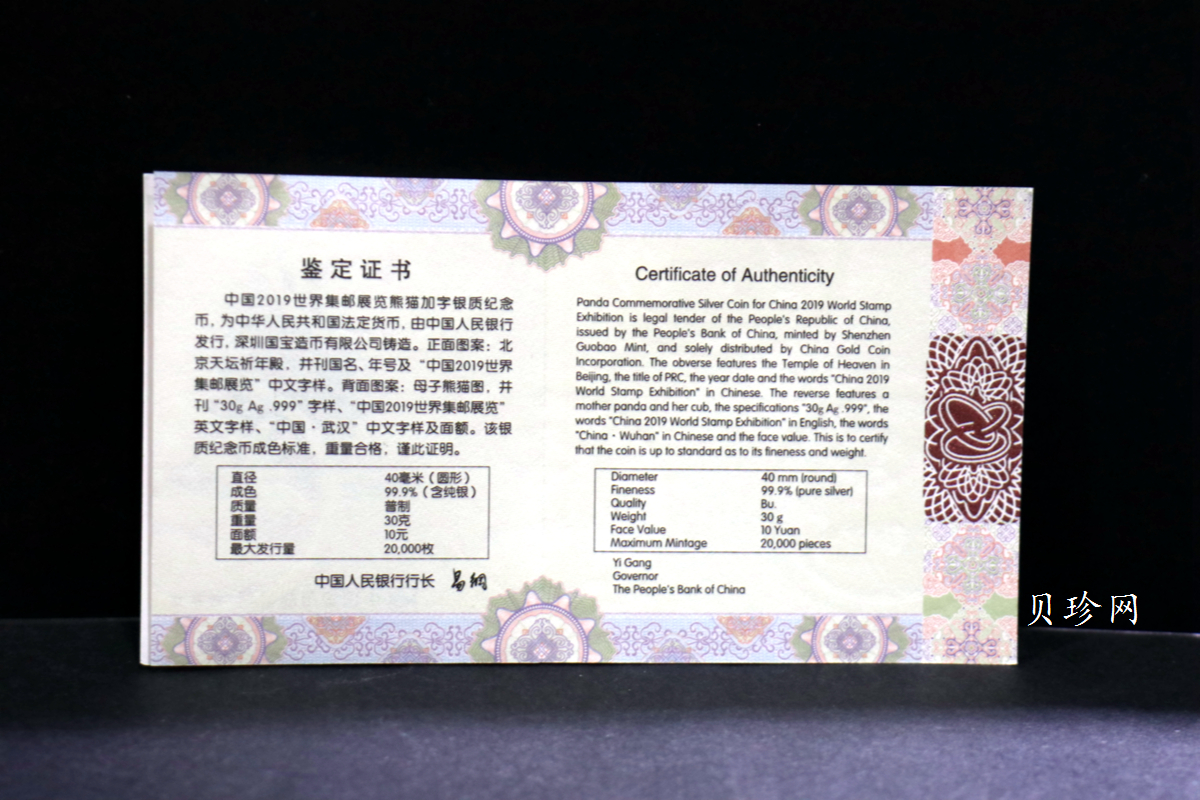 鉴定证书
中国2019世界集邮展览熊猫加字银质纪念
币，为中华人民共和国法定货币，由中国人民银行
发行，深圳国宝造币有限公司铸造。正面图案：北
京天坛祈年殿，并刊国名、年号及“中国2019世界
集邮展览”中文字样。背面图案：母子熊猫图，并
刊“30g Ag .999”字样、“中国2019世界集邮展览”
英文字样、“中国·武汉”中文字样及面额。该银
质纪念币成色标准，重量合格，谨此证明。
直径 40毫米（圆形）
成色 99.9%（含纯银）
质量 普制
重量 30克
面额 10元
最大发行量 20,000枚
中国人民银行行长 易纲
Certificate of Authenticity
Panda Commemorative Silver Coin for China 2019 World Stamp
Exhibition is legal tender of the People's Republic of China,
issued by the People's Bank of China, minted by Shenzhen
Guobao Mint, and solely distributed by China Gold Coin
Incorporation. The obverse features the Temple of Heaven in
Beijing, the title of PRC, the year date and the words "China 2019
World Stamp Exhibition" in Chinese. The reverse features a
mother panda and her cub, the specifications "30g Ag .999", the
words "China 2019 World Stamp Exhibition" in English, the words
"China · Wuhan" in Chinese and the face value. This is to certify
that the coin is up to standard as to its fineness and weight.
Diameter 40 mm (round)
Fineness 99.9% (pure silver)
Quality Bu.
Weight 30 g
Face Value 10 Yuan
Maximum Mintage 20,000 pieces
Yi Gang
Governor
The People's Bank of China
贝珍网